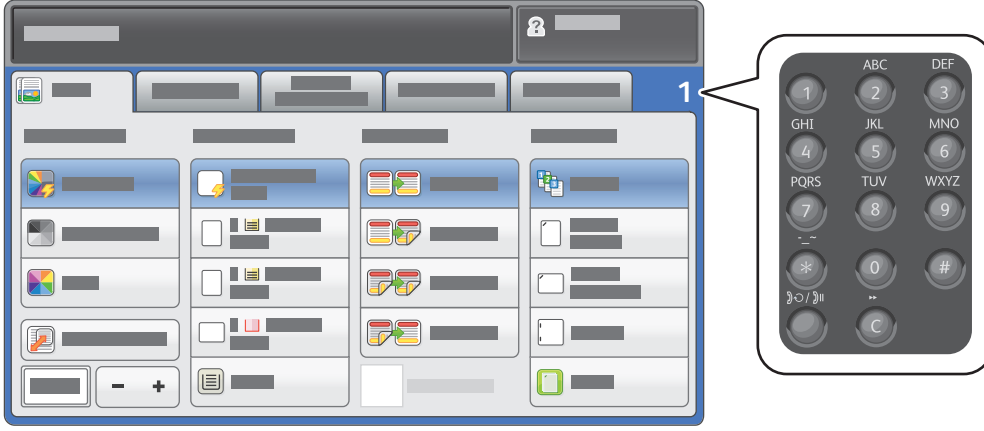 1
ABC DEF
1 2 3
GHI JKL MNO
4 5 6
PQRS TUV WXYZ
7 8 9
-_~
* 0 #
C